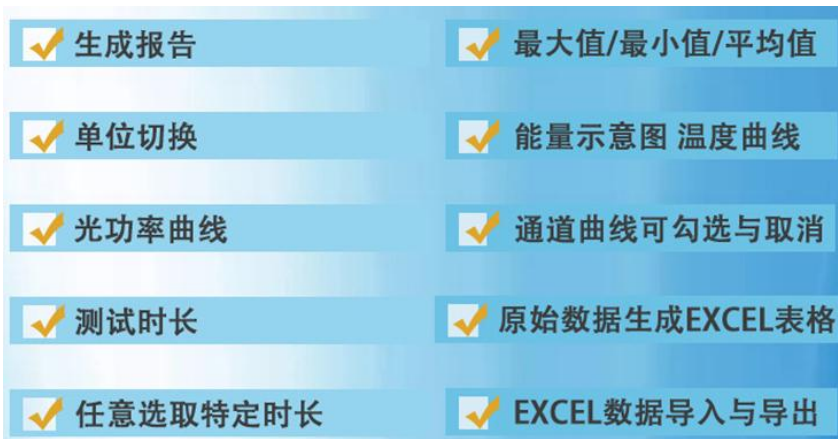 生成报告
最大值/最小值/平均值
单位切换
能量示意图 温度曲线
光功率曲线
通道曲线可勾选与取消
测试时长
原始数据生成EXCEL表格
任意选取特定时长
EXCEL数据导入与导出